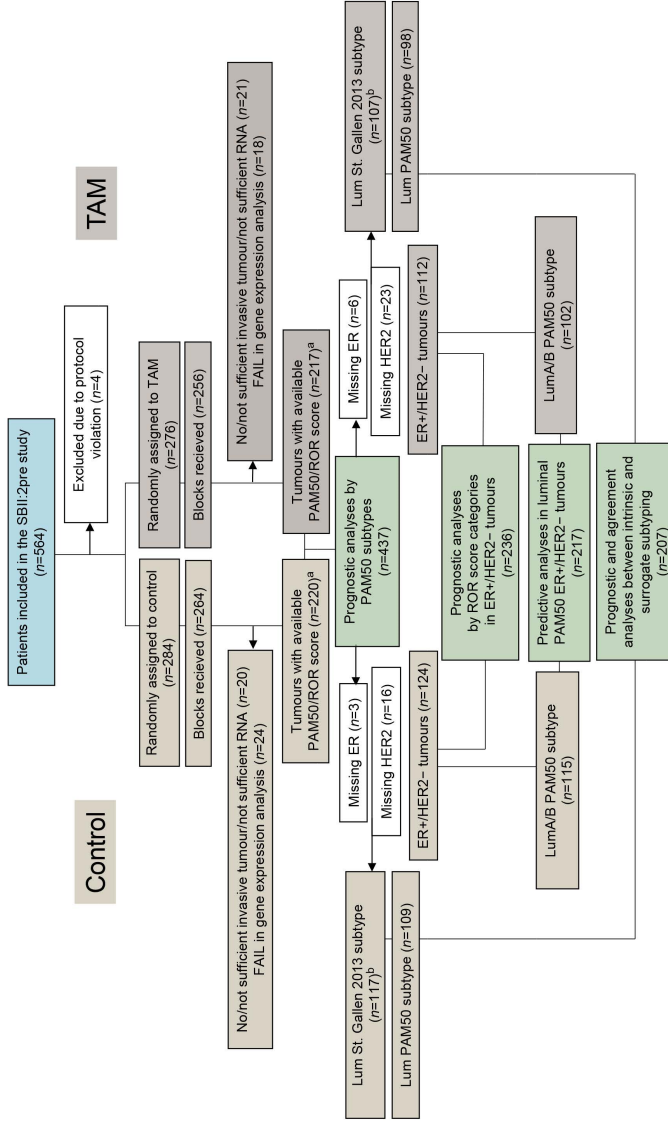 Patients included in the SBII:2pre study
(n=564)
Excluded due to protocol
violation (n=4)
Control
TAM
Randomly assigned to control
(n=284)
Randomly assigned to TAM
(n=276)
Blocks recieved (n=264)
Blocks recieved (n=256)
No/not sufficient invasive tumour/not sufficient RNA (n=20)
FAIL in gene expression analysis (n=24)
No/not sufficient invasive tumour/not sufficient RNA (n=21)
FAIL in gene expression analysis (n=18)
Tumours with available
PAM50/ROR score (n=220)a
Tumours with available
PAM50/ROR score (n=217)a
Prognostic analyses by
PAM50 subtypes
(n=437)
Missing ER (n=3)
Missing HER2 (n=16)
Missing ER (n=6)
Missing HER2 (n=23)
Lum St. Gallen 2013 subtype
(n=117)b
Lum PAM50 subtype (n=109)
Lum St. Gallen 2013 subtype
(n=107)b
Lum PAM50 subtype (n=98)
ER+/HER2− tumours (n=124)
ER+/HER2− tumours (n=112)
Prognostic analyses
by ROR score categories
in ER+/HER2− tumours
(n=236)
LumA/B PAM50 subtype
(n=115)
Predictive analyses in luminal
PAM50 ER+/HER2− tumours
(n=217)
LumA/B PAM50 subtype
(n=102)
Prognostic and agreement
analyses between intrinsic and
surrogate subtyping
(n=207)